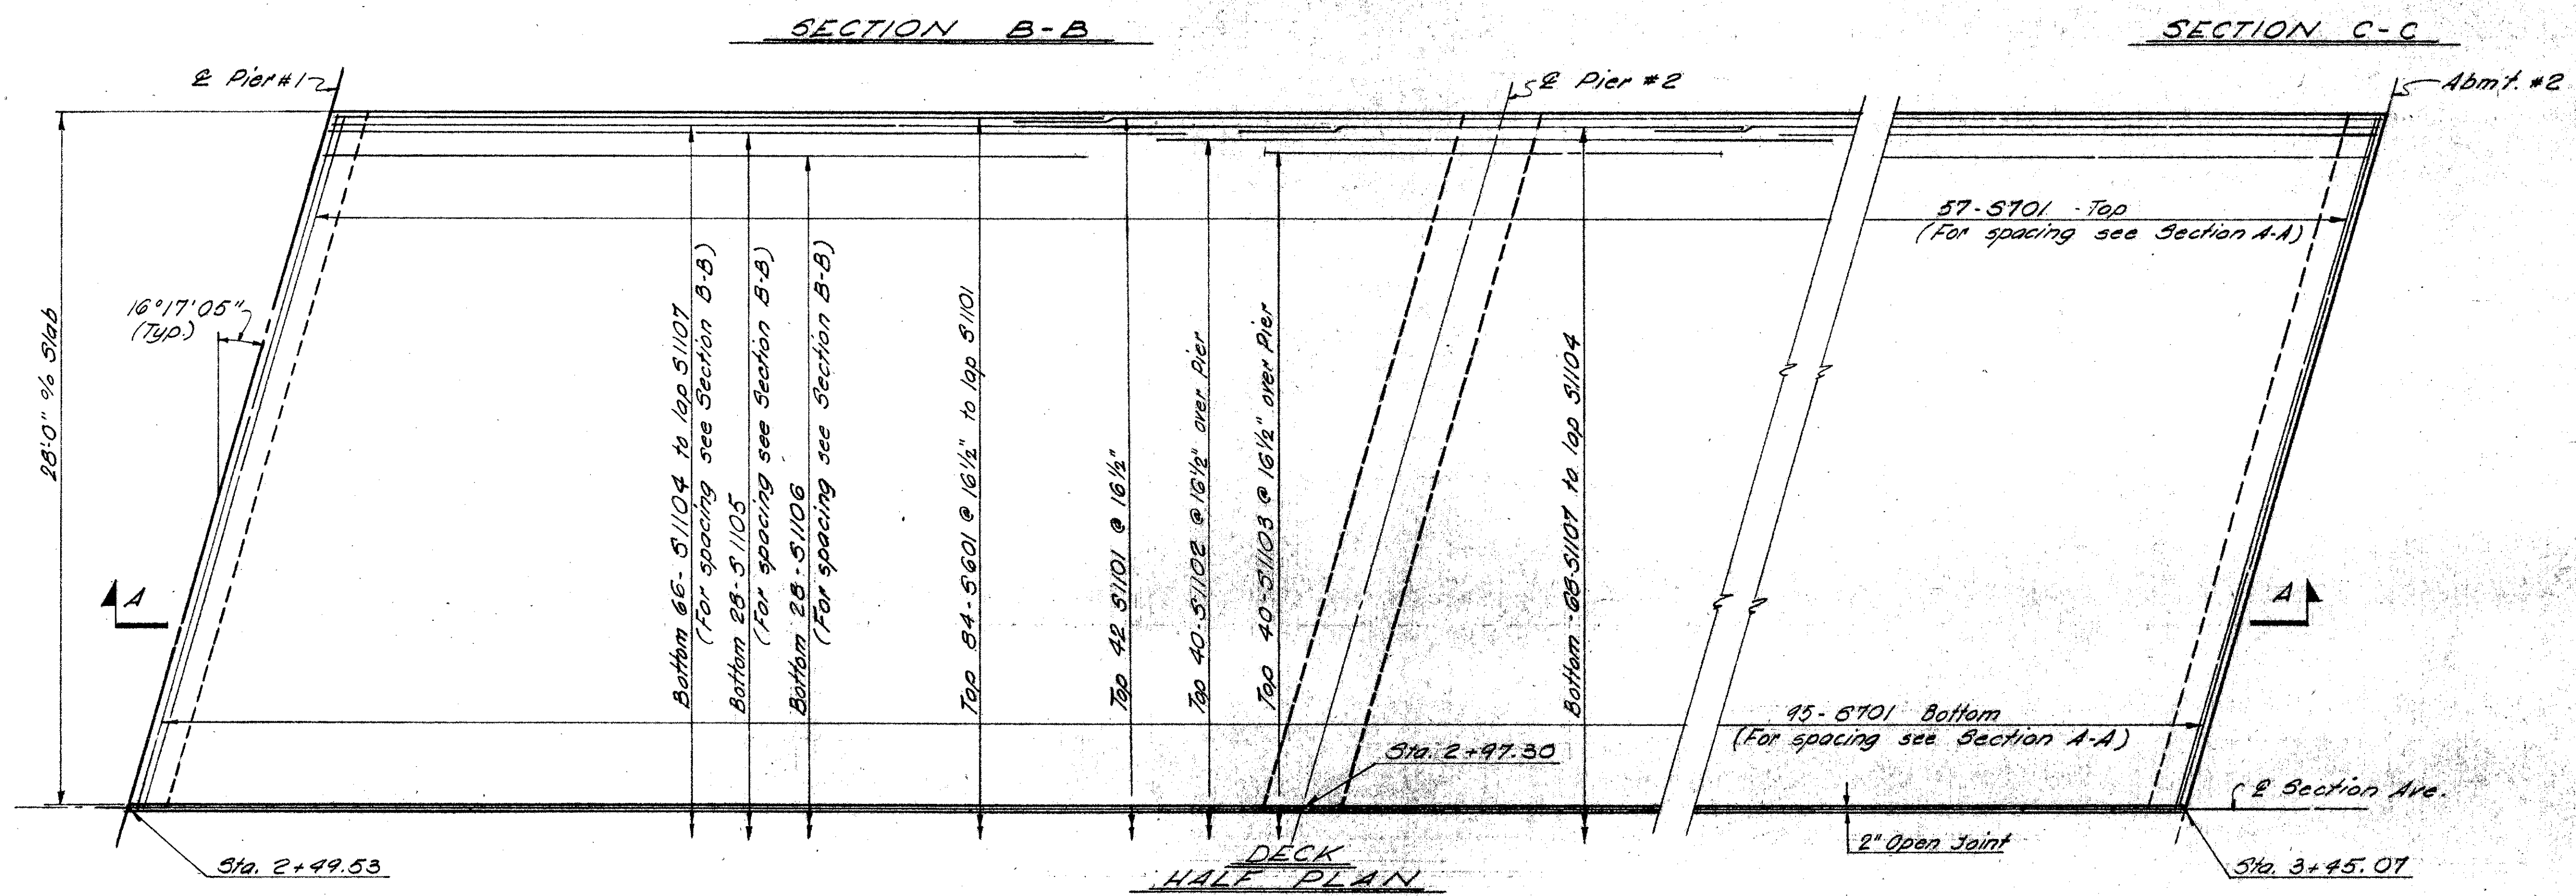 SECTION B-B
SECTION C-C
℄ Pier #1
℄ Pier #2
Abm't. #2
57-S701 - Top
(For spacing see Section A-A)
16°17'05"
(Typ.)
28'-0" o/o Slab
Bottom 66- S1104 to lap S1107
(For spacing see Section B-B)
Bottom 28-S1105
(For spacing see Section B-B)
Bottom 28-S1106
(For spacing see Section B-B)
Top 84-S601 @ 16½" to lap S1101
Top 42 S1101 @ 16½"
Top 40-S1102 @ 16½" over Pier
Top 40-S1103 @ 16½" over Pier
Bottom -68-S1107 to lap S1104
A
A
95-S701 Bottom
(For spacing see Section A-A)
Sta. 2+97.30
℄ Section Ave.
2" Open Joint
Sta. 2+49.53
Sta. 3+45.07
DECK
HALF PLAN